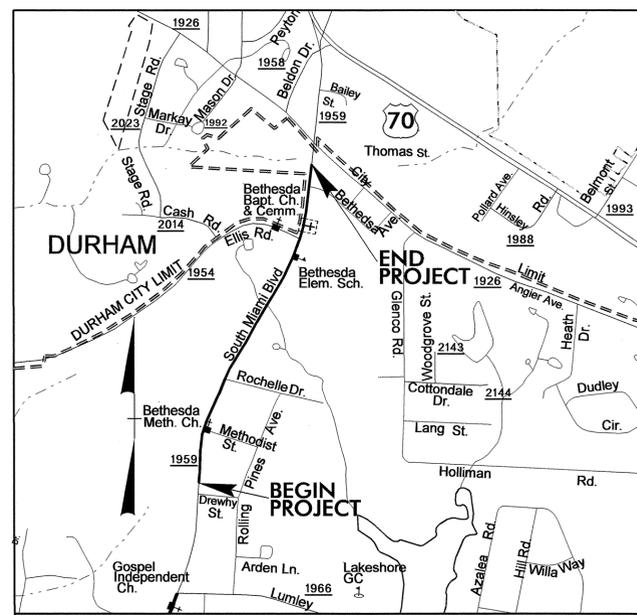 1926
Peyton
Stage Rd.
Mason Dr.
1958
Beldon Dr.
Bailey
St.
1959
70
2023
Markay
Dr.
1992
Thomas St.
Stage Rd.
City
Bethesda
Bapt. Ch.
& Cemm.
Bethedsa
Ave.
Pollard Ave.
Hinsley
Rd.
Belmont
St.
1993
1988
Cash Rd.
2014
Ellis Rd.
DURHAM
1954
DURHAM CITY LIMIT
END
PROJECT
Limit
1926
Angier Ave.
Bethesda
Elem. Sch.
South Miami Blvd
Glenco Rd.
Woodgrove St.
2143
Heath
Dr.
Rochelle Dr.
Cottondale
Dr.
2144
Dudley
Cir.
Bethesda
Meth. Ch.
Methodist
St.
Lang St.
1959
Rolling Pines Ave.
Holliman Rd.
BEGIN
PROJECT
Drewhy
St.
Azalea Rd.
Hill Rd.
Willa Way
Gospel
Independent
Ch.
Arden Ln.
Lakeshore
GC
1966
Lumley